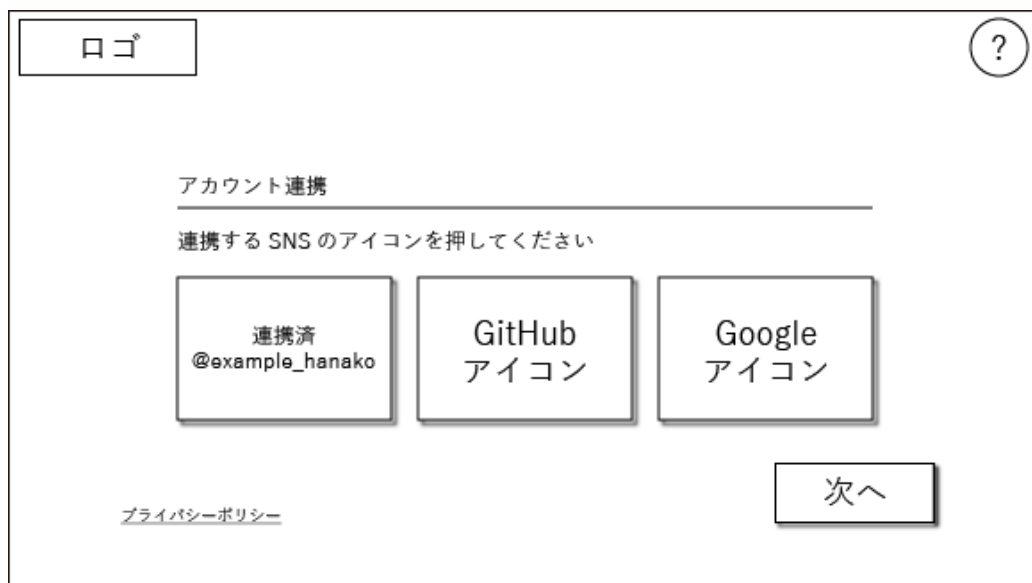 ロゴ
?
アカウント連携
連携する SNS のアイコンを押してください
連携済
@example_hanako
GitHub
アイコン
Google
アイコン
次へ
プライバシーポリシー